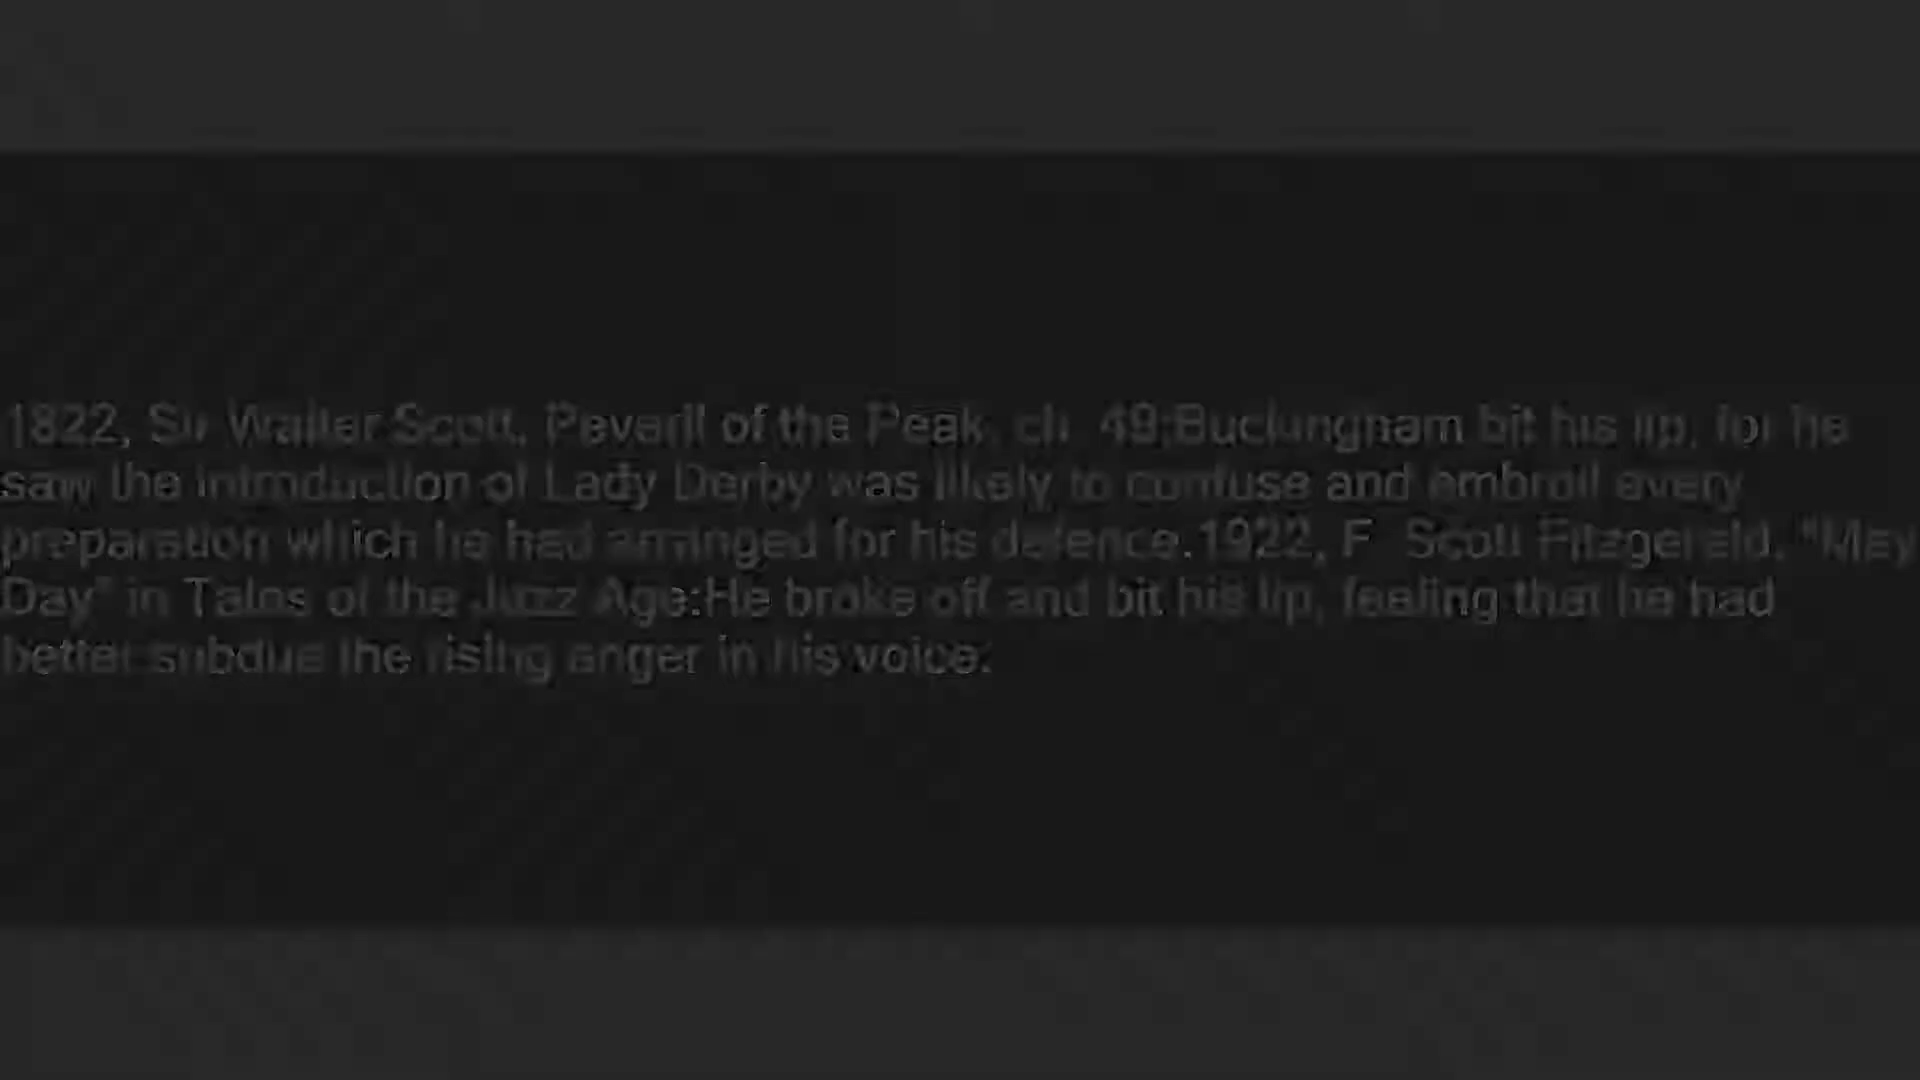 1822, Sir Walter Scott, Peveril of the Peak, ch. 49:Buckingham bit his lip, for he
saw the introduction of Lady Derby was likely to confuse and embroil every
preparation which he had arranged for his defence.1922, F. Scott Fitzgerald, "May
Day" in Tales of the Jazz Age:He broke off and bit his lip, feeling that he had
better subdue the rising anger in his voice.